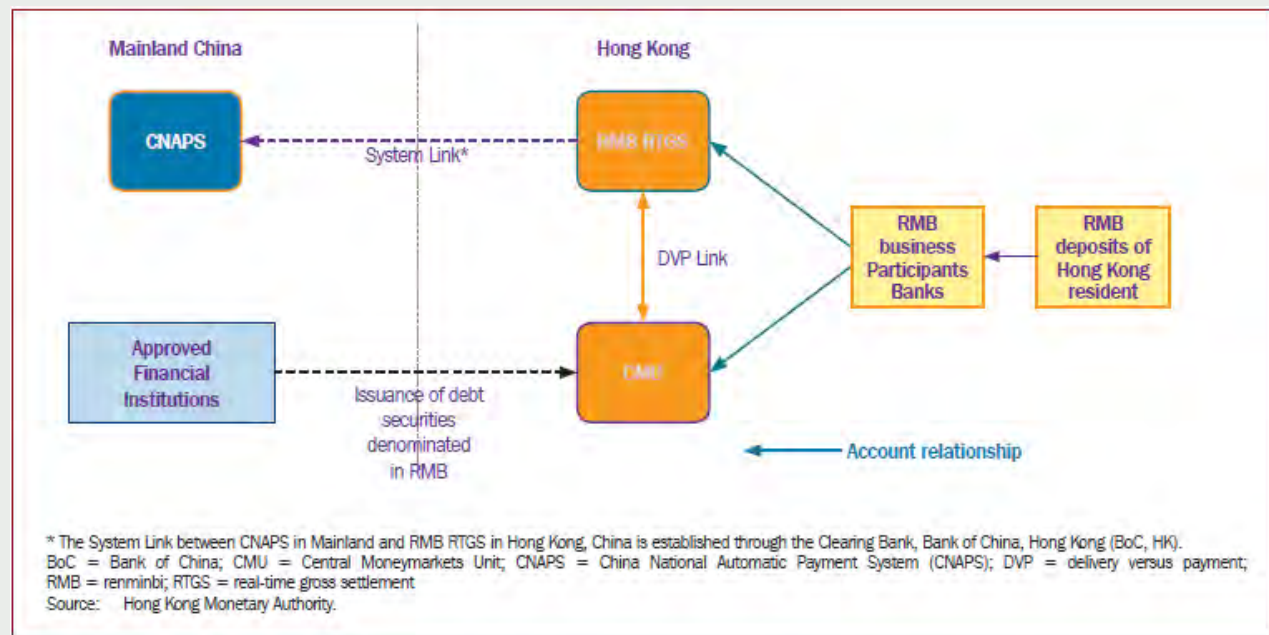 Mainland China
Hong Kong
CNAPS
RMB RTGS
System Link*
DVP Link
RMB
business
Participants
Banks
RMB
deposits of
Hong Kong
resident
Approved
Financial
Institutions
CMU
Issuance of debt
securities
denominated
in RMB
Account relationship
* The System Link between CNAPS in Mainland and RMB RTGS in Hong Kong, China is established through the Clearing Bank, Bank of China, Hong Kong (BoC, HK).
BoC = Bank of China; CMU = Central Moneymarkets Unit; CNAPS = China National Automatic Payment System (CNAPS); DVP = delivery versus payment;
RMB = renminbi; RTGS = real-time gross settlement
Source: Hong Kong Monetary Authority.